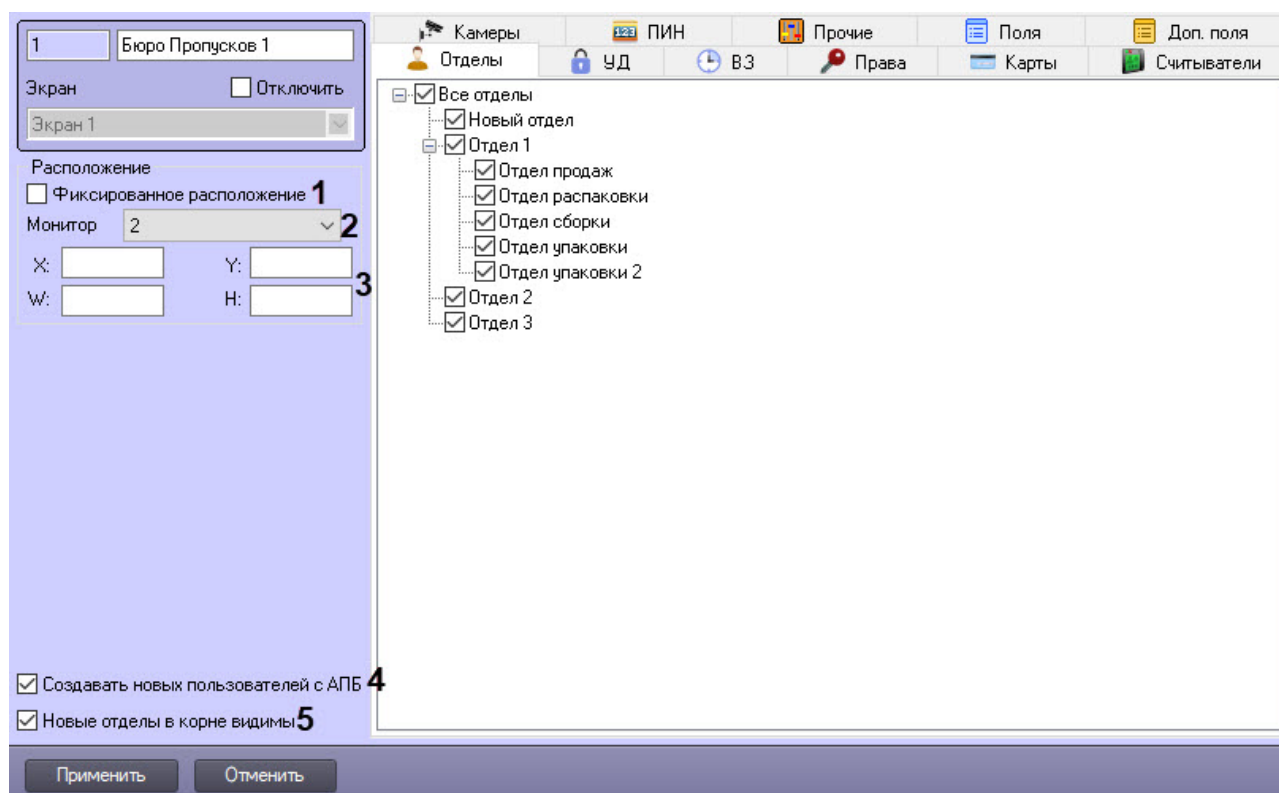 1 Бюро Пропусков 1
Экран Отключить
Экран 1
Расположение
Фиксированное расположение 1
Монитор 2 2
X: Y:
3
W: H:
Создавать новых пользователей с АПБ 4
Новые отделы в корне видимы 5
Камеры 123 ПИН Прочие Поля Доп. поля
Отделы УД ВЗ Права Карты Считыватели
Все отделы
Новый отдел
Отдел 1
Отдел продаж
Отдел распаковки
Отдел сборки
Отдел упаковки
Отдел упаковки 2
Отдел 2
Отдел 3
Применить Отменить